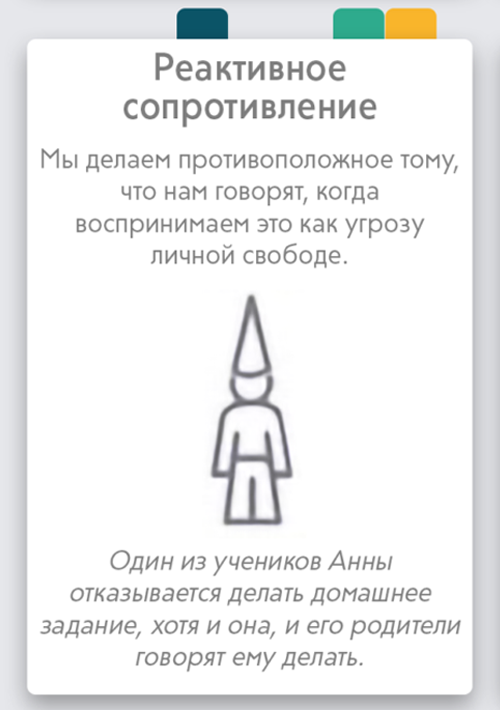 Реактивное
сопротивление
Мы делаем противоположное тому,
что нам говорят, когда
воспринимаем это как угрозу
личной свободе.
Один из учеников Анны
отказывается делать домашнее
задание, хотя и она, и его родители
говорят ему делать.